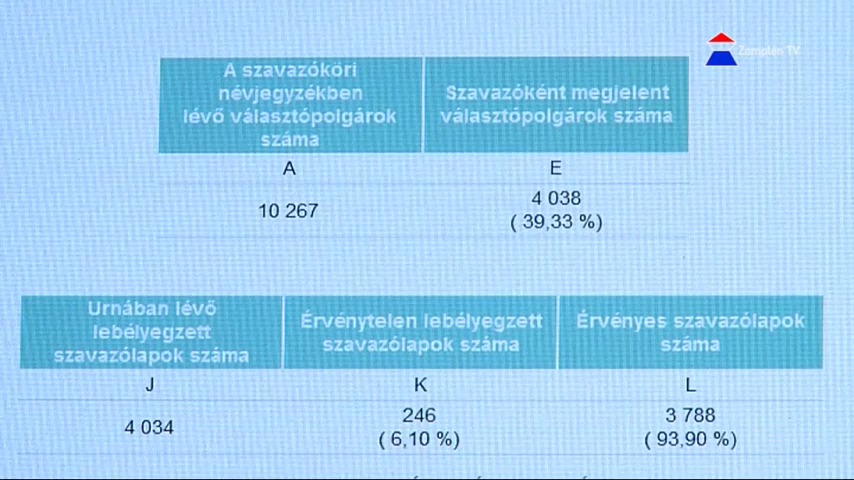 Zemplén TV
A szavazóköri
névjegyzékben
lévő választópolgárok
száma
Szavazóként megjelent
választópolgárok száma
A
E
10 267
4 038
( 39,33 %)
Urnában lévő
lebélyegzett
szavazólapok száma
Érvénytelen lebélyegzett
szavazólapok száma
Érvényes szavazólapok
száma
J
K
L
4 034
246
( 6,10 %)
3 788
( 93,90 %)